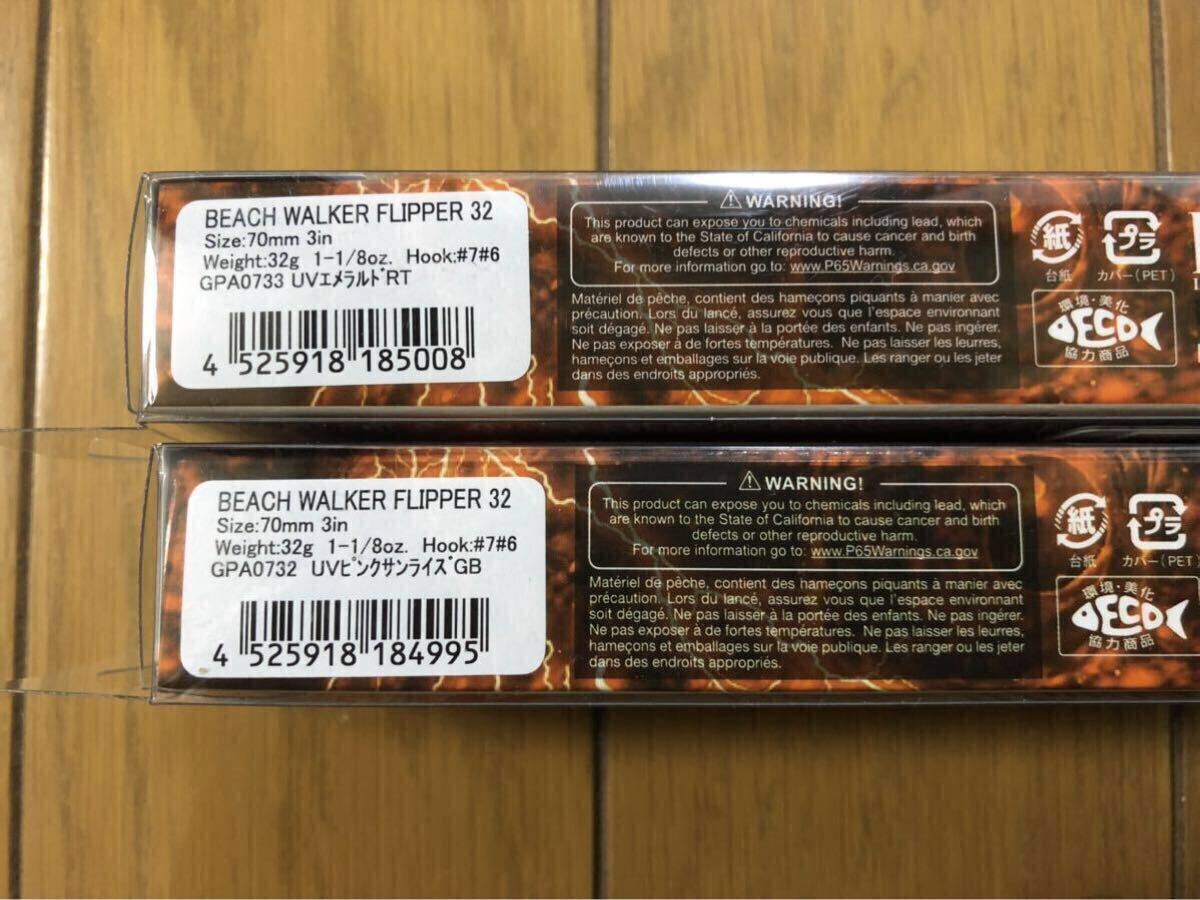 BEACH WALKER FLIPPER 32
Size:70mm 3in
Weight:32g 1-1/8oz. Hook:#7#6
GPA0733 UVエメラルドRT
4 525918 185008
WARNING!
This product can expose you to chemicals including lead, which
are known to the State of California to cause cancer and birth
defects or other reproductive harm.
For more information go to: www.P65Warnings.ca.gov
Matériel de pêche, contient des hameçons piquants à manier avec
précaution. Lors du lancé, assurez vous que l'espace environnant
soit dégagé. Ne pas laisser à la portée des enfants. Ne pas ingérer.
Ne pas exposer à de fortes températures. Ne pas laisser les leurres,
hameçons et emballages sur la voie publique. Les ranger ou les jeter
dans des endroits appropriés.
紙
プラ
台紙
カバー(PET)
環境・美化
ECO
協力商品
BEACH WALKER FLIPPER 32
Size:70mm 3in
Weight:32g 1-1/8oz. Hook:#7#6
GPA0732 UVピンクサンライズGB
4 525918 184995
WARNING!
This product can expose you to chemicals including lead, which
are known to the State of California to cause cancer and birth
defects or other reproductive harm.
For more information go to: www.P65Warnings.ca.gov
Matériel de pêche, contient des hameçons piquants à manier avec
précaution. Lors du lancé, assurez vous que l'espace environnant
soit dégagé. Ne pas laisser à la portée des enfants. Ne pas ingérer.
Ne pas exposer à de fortes températures. Ne pas laisser les leurres,
hameçons et emballages sur la voie publique. Les ranger ou les jeter
dans des endroits appropriés.
紙
プラ
台紙
カバー(PET)
環境・美化
ECO
協力商品